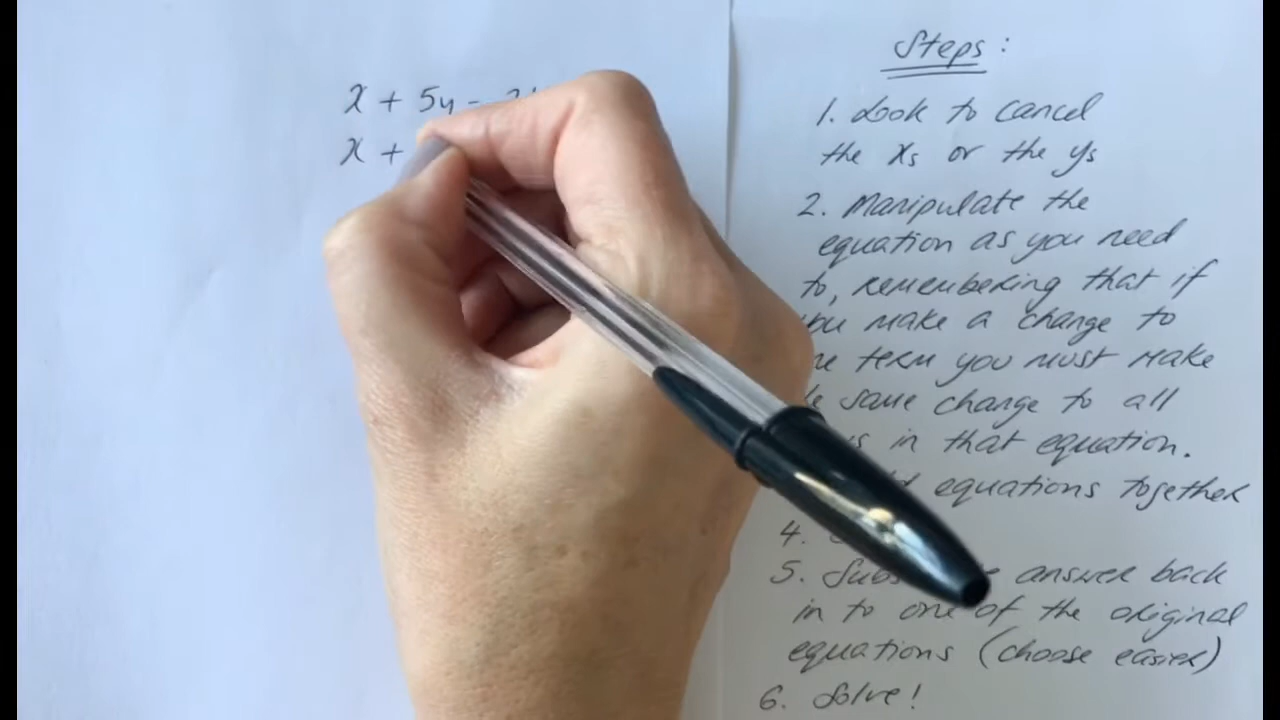 x + 5y =
x +
Steps:
1. Look to cancel
the xs or the ys
2. Manipulate the
equation as you need
to, remembering that if
make a change to
term you must make
same change to all
in that equation.
equations together
4.
5. answer back
in to one of the original
equations (choose easier)
6. Solve!